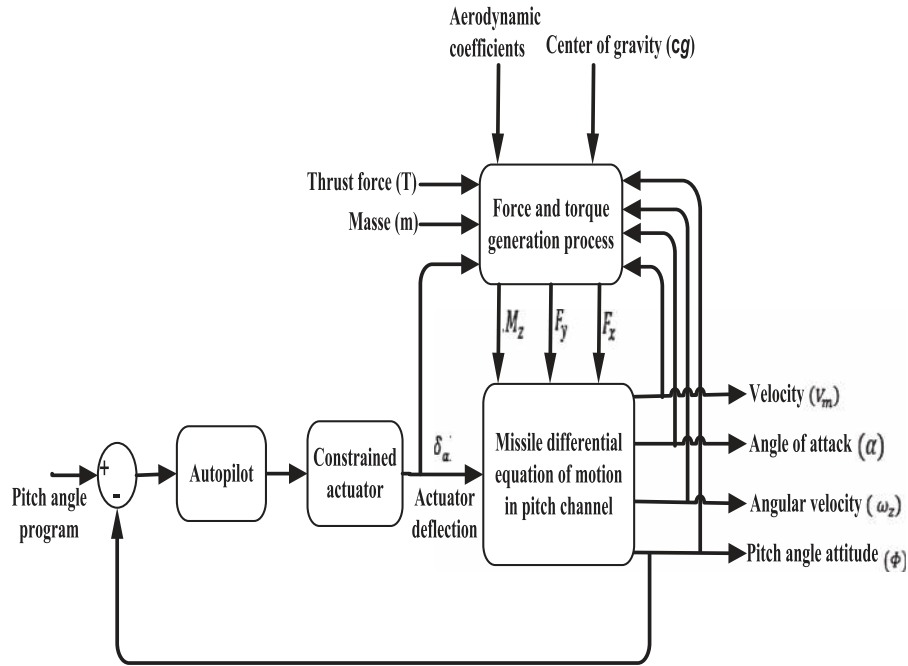 Aerodynamic
coefficients
Center of gravity (cg)
Thrust force (T)
Masse (m)
Force and torque
generation process
M_z
F_y
F_x
Pitch angle
program
+
-
Autopilot
Constrained
actuator
δ_a
Actuator
deflection
Missile differential
equation of motion
in pitch channel
Velocity (V_m)
Angle of attack (α)
Angular velocity (ω_z)
Pitch angle attitude (ϕ)